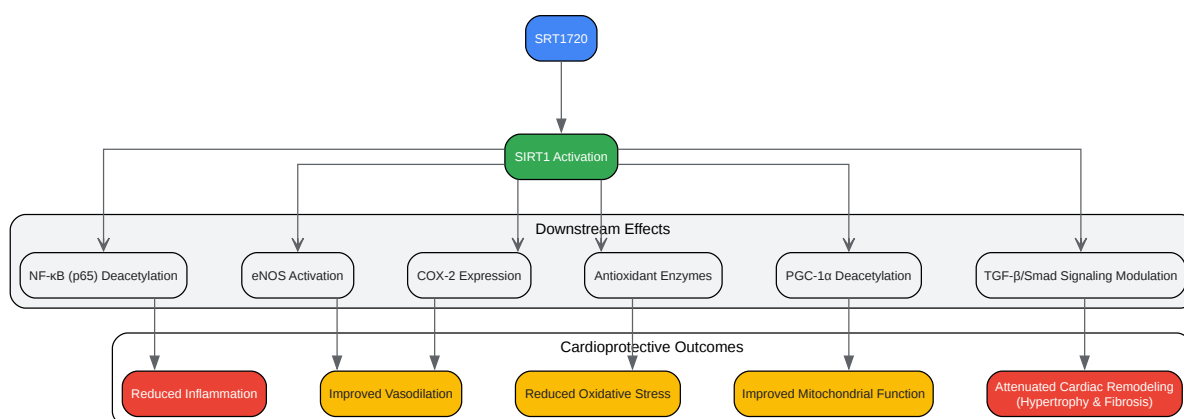 SRT1720
SIRT1 Activation
Downstream Effects
NF-κB (p65) Deacetylation
eNOS Activation
COX-2 Expression
Antioxidant Enzymes
PGC-1α Deacetylation
TGF-β/Smad Signaling Modulation
Cardioprotective Outcomes
Reduced Inflammation
Improved Vasodilation
Reduced Oxidative Stress
Improved Mitochondrial Function
Attenuated Cardiac Remodeling
(Hypertrophy & Fibrosis)